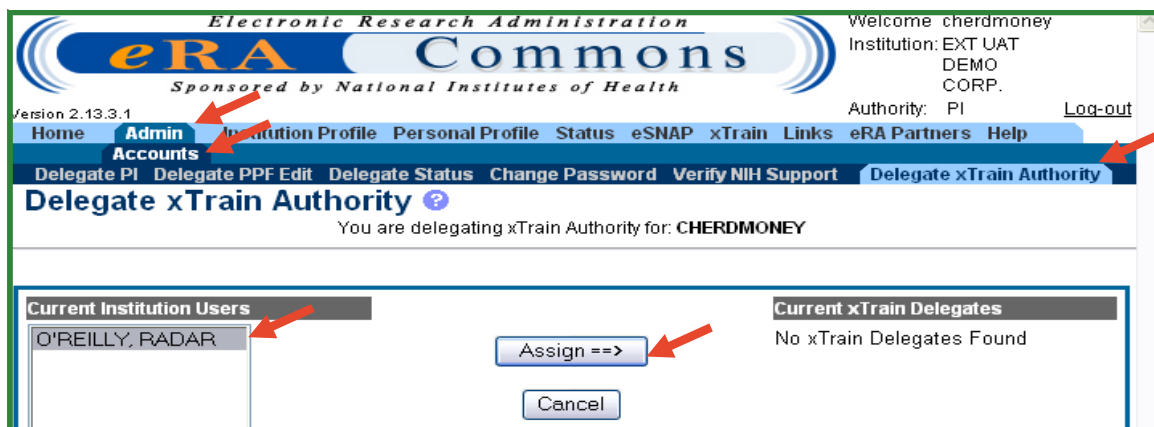 Electronic Research Administration
eRA Commons
Sponsored by National Institutes of Health
Welcome cherdmoney
Institution: EXT UAT
DEMO
CORP.
Authority: PI
Log-out
Version 2.13.3.1
Home Admin Institution Profile Personal Profile Status eSNAP xTrain Links eRA Partners Help
Accounts
Delegate PI Delegate PPF Edit Delegate Status Change Password Verify NIH Support Delegate xTrain Authority
Delegate xTrain Authority ?
You are delegating xTrain Authority for: CHERDMONEY
Current Institution Users
O'REILLY, RADAR
Assign ==>
Cancel
Current xTrain Delegates
No xTrain Delegates Found